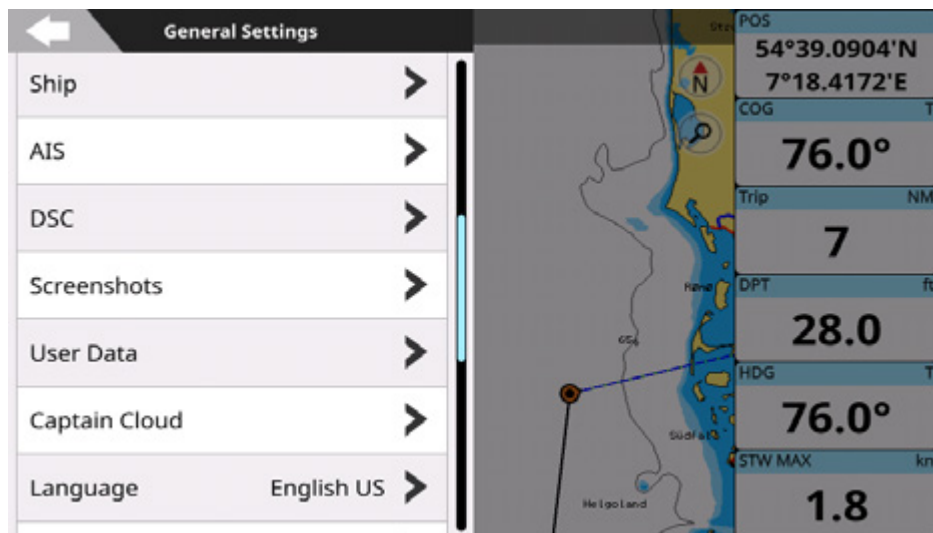 General Settings
Ship
AIS
DSC
Screenshots
User Data
Captain Cloud
Language English US
N
Rømø
Helgoland
POS
54°39.0904'N
7°18.4172'E
COG T
76.0°
Trip NM
7
DPT ft
28.0
HDG T
76.0°
STW MAX kn
1.8